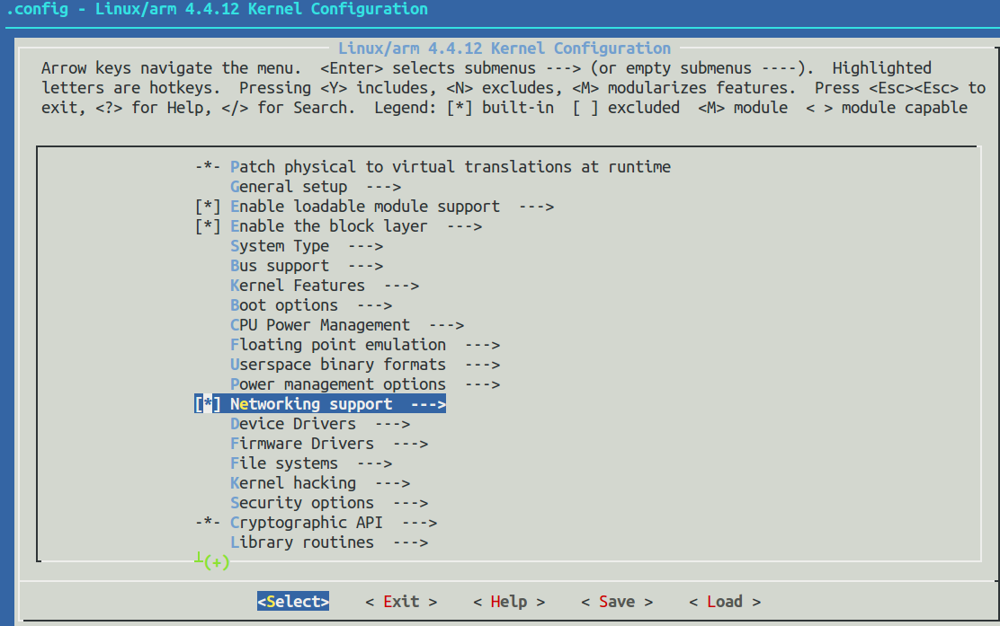 .config - Linux/arm 4.4.12 Kernel Configuration
Linux/arm 4.4.12 Kernel Configuration
Arrow keys navigate the menu.  <Enter> selects submenus ---> (or empty submenus ----).  Highlighted
letters are hotkeys.  Pressing <Y> includes, <N> excludes, <M> modularizes features.  Press <Esc><Esc> to
exit, <?> for Help, </> for Search.  Legend: [*] built-in  [ ] excluded  <M> module  < > module capable
-*- Patch physical to virtual translations at runtime
General setup  --->
[*] Enable loadable module support  --->
[*] Enable the block layer  --->
System Type  --->
Bus support  --->
Kernel Features  --->
Boot options  --->
CPU Power Management  --->
Floating point emulation  --->
Userspace binary formats  --->
Power management options  --->
[*] Networking support  --->
Device Drivers  --->
Firmware Drivers  --->
File systems  --->
Kernel hacking  --->
Security options  --->
-*- Cryptographic API  --->
Library routines  --->
┴(+)
<Select>    < Exit >    < Help >    < Save >    < Load >